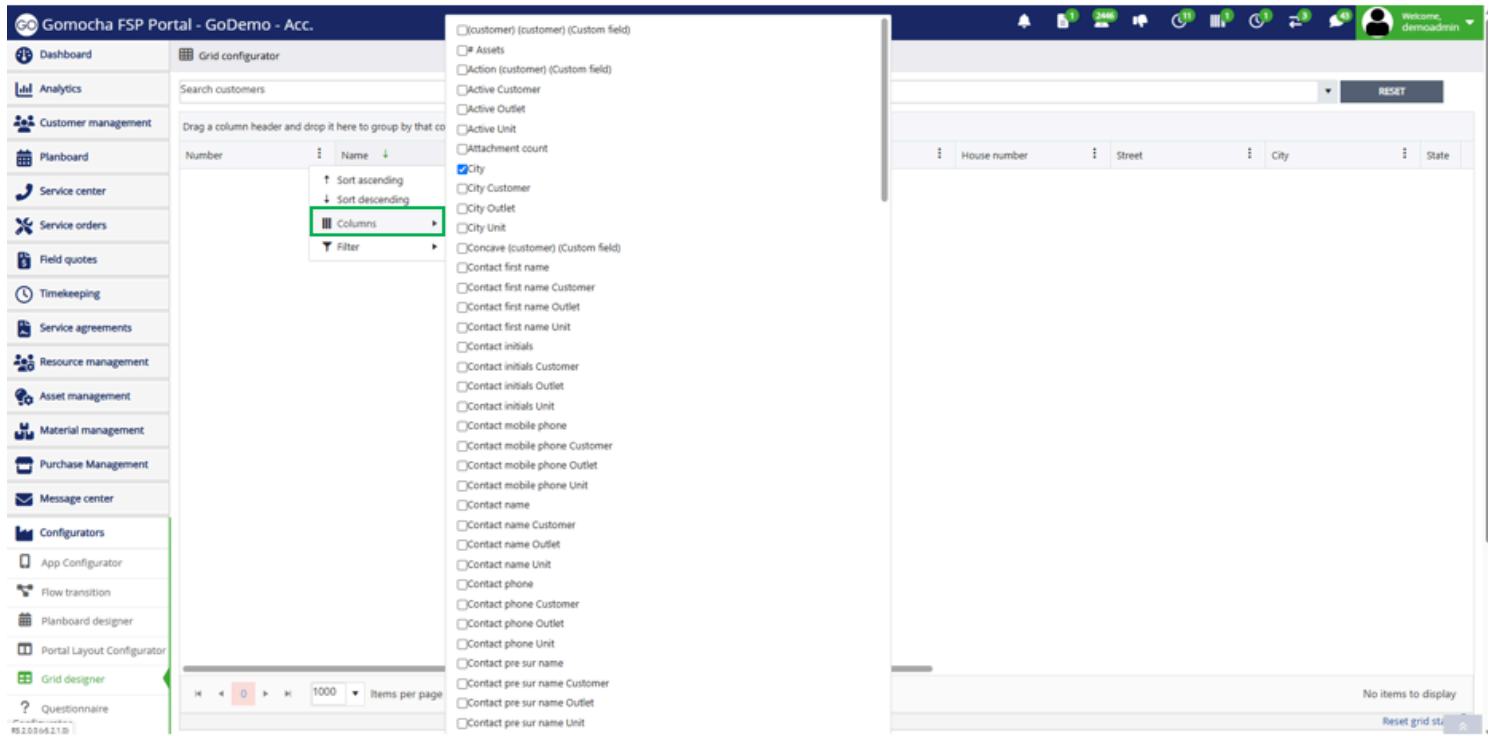 GO Gomocha FSP Portal - GoDemo - Acc.
1 2446 11 1 1 3 43
Welcome,
demoadmin
Dashboard
Analytics
Customer management
Planboard
Service center
Service orders
Field quotes
Timekeeping
Service agreements
Resource management
Asset management
Material management
Purchase Management
Message center
Configurators
App Configurator
Flow transition
Planboard designer
Portal Layout Configurator
Grid designer
Questionnaire
Grid configurator
Search customers
RESET
Drag a column header and drop it here to group by that co
Number
Name
House number
Street
City
State
Sort ascending
Sort descending
Columns
Filter
(customer) (customer) (Custom field)
# Assets
Action (customer) (Custom field)
Active Customer
Active Outlet
Active Unit
Attachment count
City
City Customer
City Outlet
City Unit
Concave (customer) (Custom field)
Contact first name
Contact first name Customer
Contact first name Outlet
Contact first name Unit
Contact initials
Contact initials Customer
Contact initials Outlet
Contact initials Unit
Contact mobile phone
Contact mobile phone Customer
Contact mobile phone Outlet
Contact mobile phone Unit
Contact name
Contact name Customer
Contact name Outlet
Contact name Unit
Contact phone
Contact phone Customer
Contact phone Outlet
Contact phone Unit
Contact pre sur name
Contact pre sur name Customer
Contact pre sur name Outlet
Contact pre sur name Unit
0
1000
Items per page
No items to display
Reset grid sta